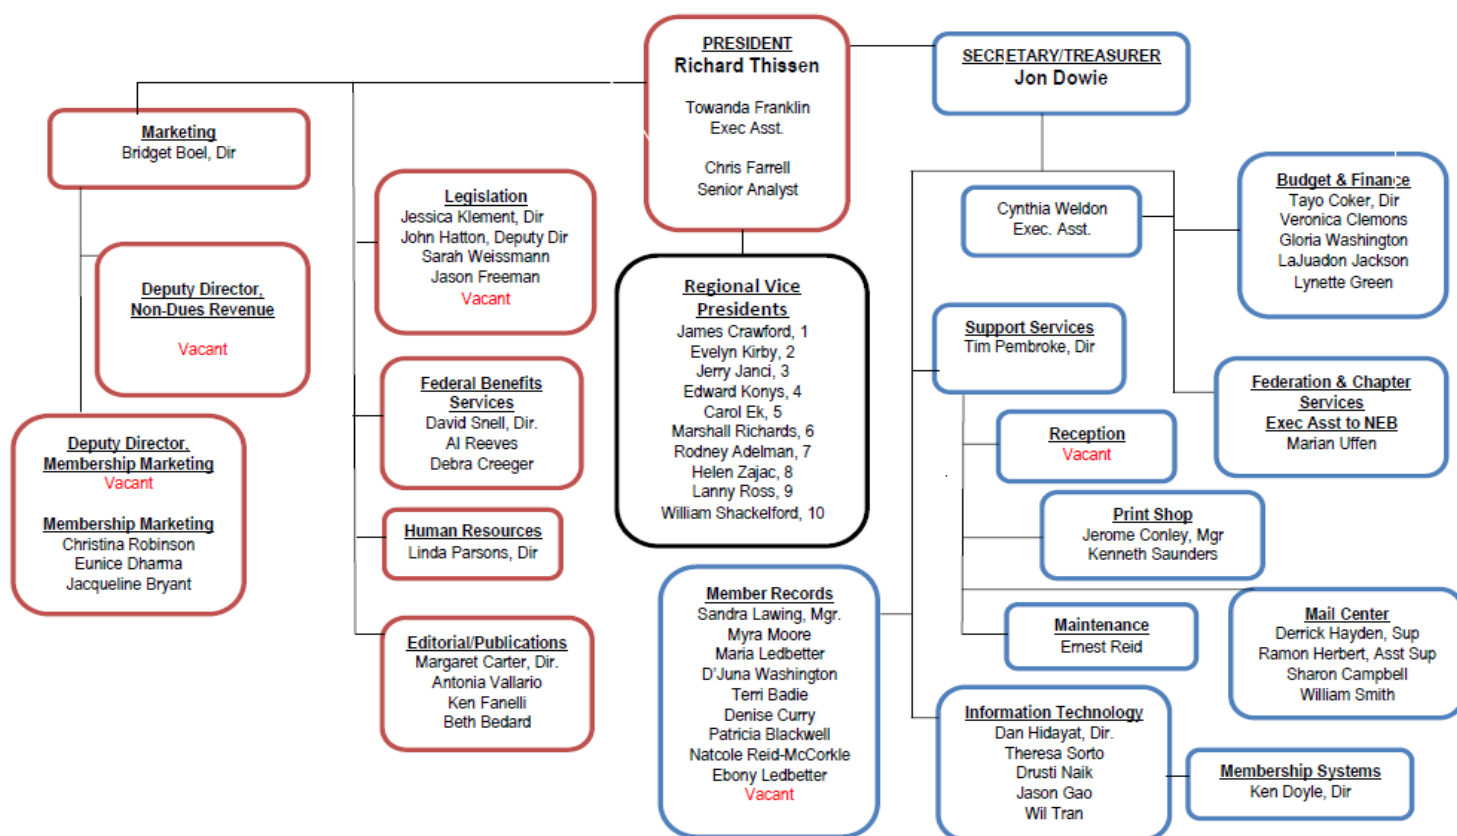 PRESIDENT
Richard Thissen
Towanda Franklin
Exec Asst.
Chris Farrell
Senior Analyst
SECRETARY/TREASURER
Jon Dowie
Marketing
Bridget Boel, Dir
Deputy Director,
Non-Dues Revenue
Vacant
Deputy Director,
Membership Marketing
Vacant
Membership Marketing
Christina Robinson
Eunice Dharma
Jacqueline Bryant
Legislation
Jessica Klement, Dir
John Hatton, Deputy Dir
Sarah Weissmann
Jason Freeman
Vacant
Federal Benefits
Services
David Snell, Dir.
Al Reeves
Debra Creeger
Human Resources
Linda Parsons, Dir
Editorial/Publications
Margaret Carter, Dir.
Antonia Vallario
Ken Fanelli
Beth Bedard
Regional Vice
Presidents
James Crawford, 1
Evelyn Kirby, 2
Jerry Janci, 3
Edward Konys, 4
Carol Ek, 5
Marshall Richards, 6
Rodney Adelman, 7
Helen Zajac, 8
Lanny Ross, 9
William Shackelford, 10
Member Records
Sandra Lawing, Mgr.
Myra Moore
Maria Ledbetter
D'Juna Washington
Terri Badie
Denise Curry
Patricia Blackwell
Natcole Reid-McCorkle
Ebony Ledbetter
Vacant
Cynthia Weldon
Exec. Asst.
Budget & Finance
Tayo Coker, Dir
Veronica Clemons
Gloria Washington
LaJuadon Jackson
Lynette Green
Support Services
Tim Pembroke, Dir
Federation & Chapter
Services
Exec Asst to NEB
Marian Uffen
Reception
Vacant
Print Shop
Jerome Conley, Mgr
Kenneth Saunders
Maintenance
Ernest Reid
Mail Center
Derrick Hayden, Sup
Ramon Herbert, Asst Sup
Sharon Campbell
William Smith
Information Technology
Dan Hidayat, Dir.
Theresa Sorto
Drusti Naik
Jason Gao
Wil Tran
Membership Systems
Ken Doyle, Dir